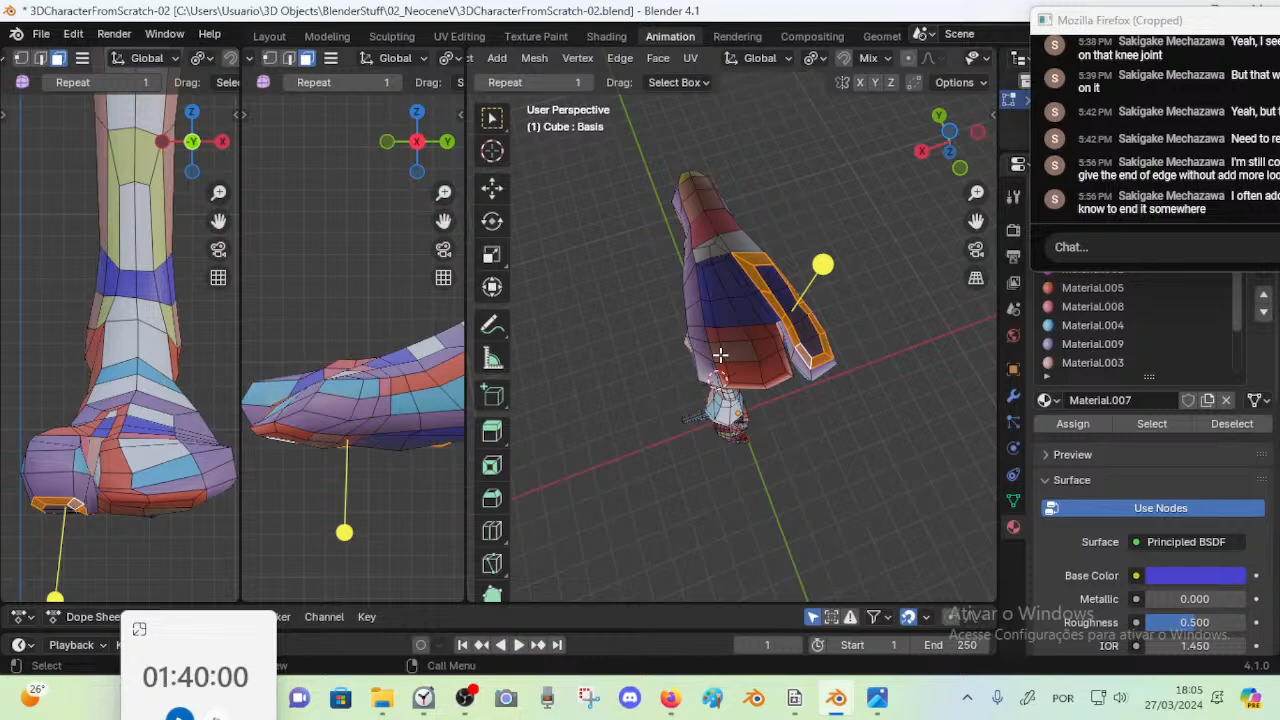 * 3DCharacterFromScratch-02 [C:\Users\Usuario\3D Objects\BlenderStuff\02_NeoceneV\3DCharacterFromScratch-02.blend] - Blender 4.1
File Edit Render Window Help
Layout Modeling Sculpting UV Editing Texture Paint Shading Animation Rendering Compositing Geomet
Scene
Global
Global
Add Mesh Vertex Edge Face UV
Global
Repeat 1 Drag: Selec
Repeat 1 Drag: S
Repeat 1 Drag: Select Box
X Y Z Options
User Perspective
(1) Cube : Basis
Z
-Y
X
Z
X
Y
Y
X
Z
Mozilla Firefox (Cropped)
5:38 PM Sakigake Mechazawa Yeah, I see
on that knee joint
5:39 PM Sakigake Mechazawa But that w
on it
5:42 PM Sakigake Mechazawa Yeah, but t
5:42 PM Sakigake Mechazawa Need to re
5:56 PM Sakigake Mechazawa I'm still co
give the end of edge without add more loo
5:56 PM Sakigake Mechazawa I often add
know to end it somewhere
S
S
S
S
S
S
Chat...
Material.005
Material.008
Material.004
Material.009
Material.003
Material.007
Assign Select Deselect
Preview
Surface
Use Nodes
Surface Principled BSDF
Base Color
Metallic 0.000
Roughness 0.500
IOR 1.450
Ativar o Windows
Acesse Configurações para ativar o Windows.
Dope Shee
ker Channel Key
Playback
1 Start 1 End 250
Select
iew
Call Menu
4.1.0
01:40:00
26°
POR
18:05
27/03/2024
PRE